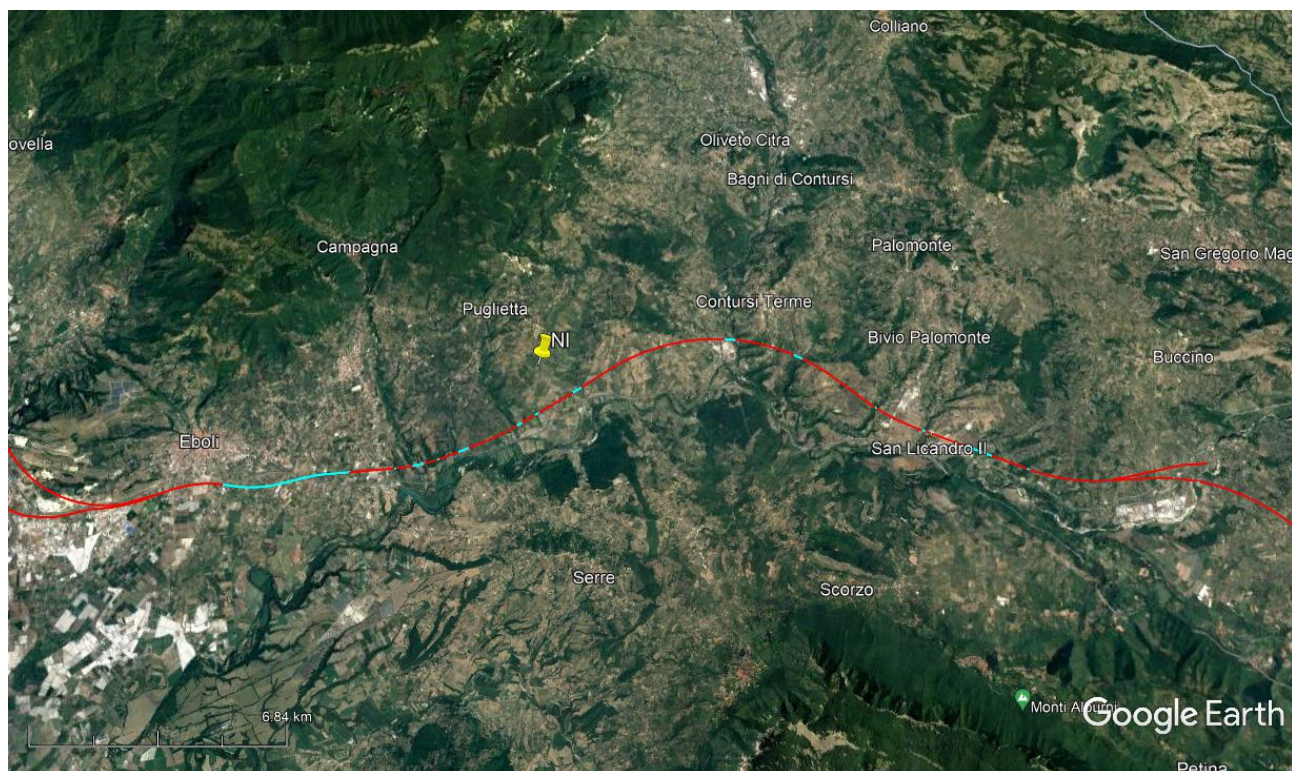 Colliano
ovella
Oliveto Citra
Bagni di Contursi
Campagna
Palomonte
San Gregorio Mag
Puglietta
Contursi Terme
NI
Bivio Palomonte
Buccino
Eboli
San Licandro II
Serre
Scorzo
6.84 km
Monti Alburni
Google Earth
Petina